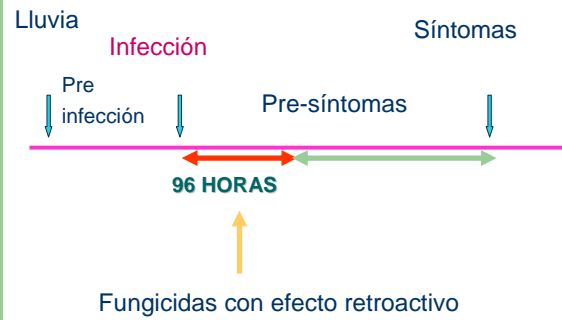 Lluvia
Infección
Síntomas
Pre
infección
Pre-síntomas
96 HORAS
Fungicidas con efecto retroactivo